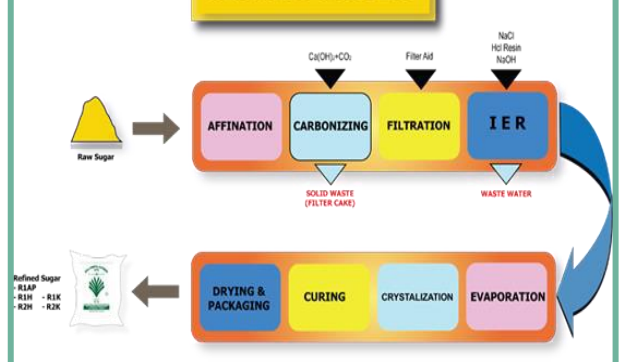 Ca(OH)₂+CO₂
Filter Aid
NaCl
Hcl Resin
NaOH
AFFINATION
CARBONIZING
FILTRATION
I E R
Raw Sugar
SOLID WASTE
(FILTER CAKE)
WASTE WATER
Refined Sugar
- R1AP
- R1H - R1K
- R2H - R2K
DRYING &
PACKAGING
CURING
CRYSTALIZATION
EVAPORATION